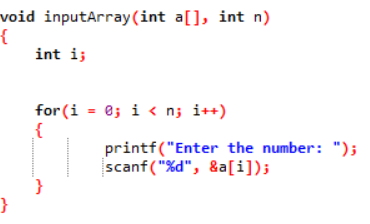 void inputArray(int a[], int n)
{
int i;
for(i = 0; i < n; i++)
{
printf("Enter the number: ");
scanf("%d", &a[i]);
}
}